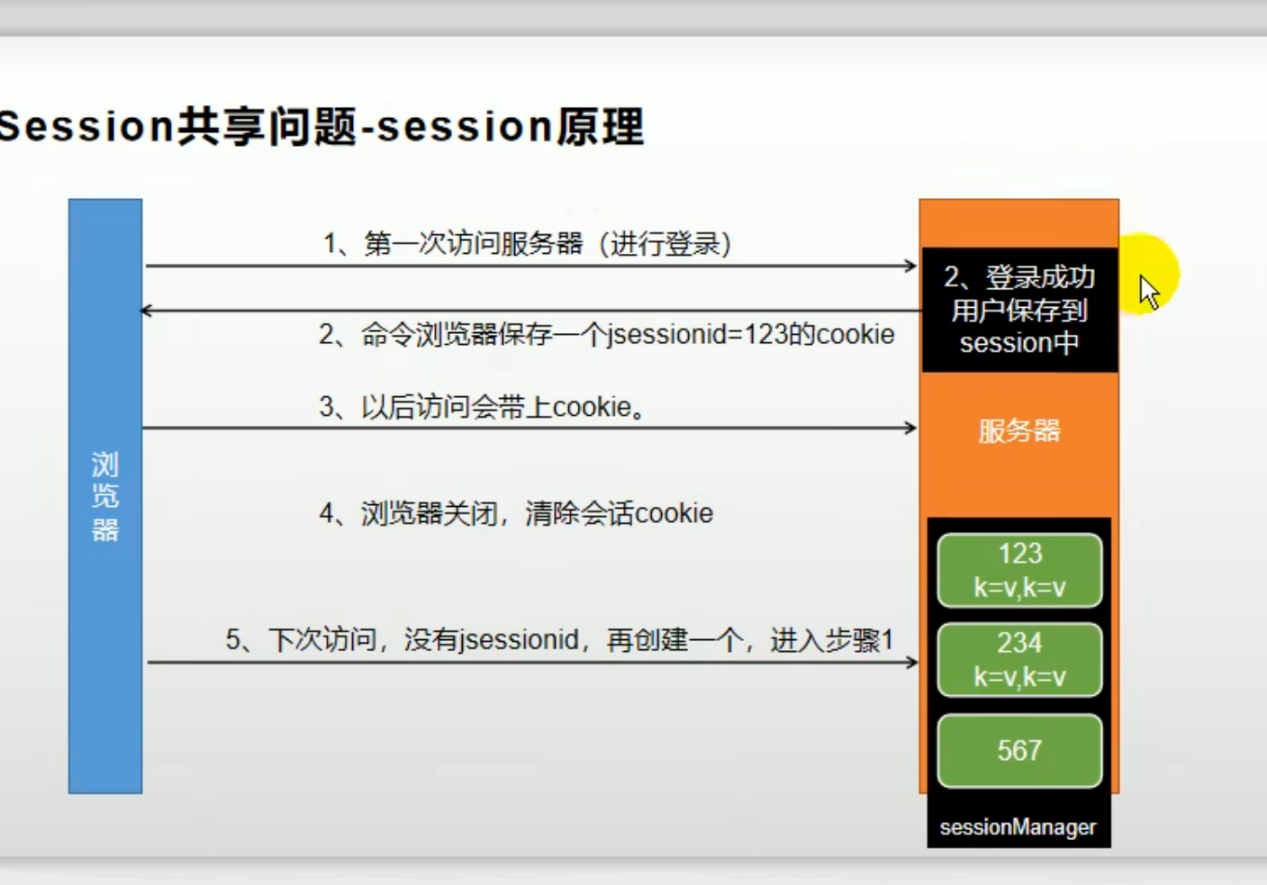 Session共享问题-session原理
1、第一次访问服务器（进行登录）
2、登录成功
用户保存到
session中
2、命令浏览器保存一个jsessionid=123的cookie
3、以后访问会带上cookie。
服务器
浏
览
器
4、浏览器关闭，清除会话cookie
123
k=v,k=v
5、下次访问，没有jsessionid，再创建一个，进入步骤1
234
k=v,k=v
567
sessionManager